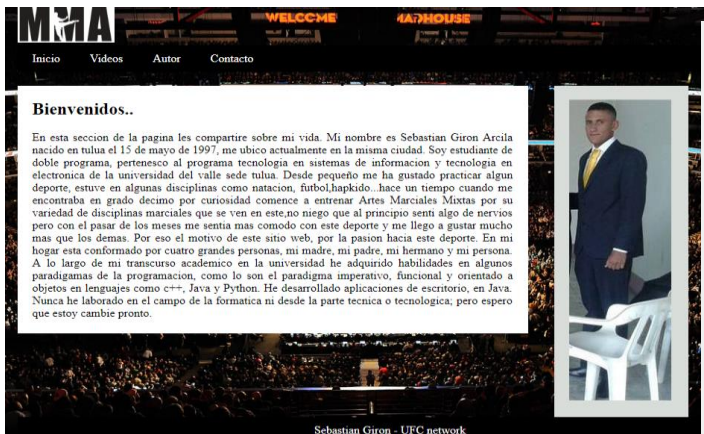 MMA
WELCOME
MADHOUSE
Inicio Videos Autor Contacto
Bienvenidos..
En esta seccion de la pagina les compartire sobre mi vida. Mi nombre es Sebastian Giron Arcila
nacido en tulua el 15 de mayo de 1997, me ubico actualmente en la misma ciudad. Soy estudiante de
doble programa, pertenesco al programa tecnologia en sistemas de informacion y tecnologia en
electronica de la universidad del valle sede tulua. Desde pequeño me ha gustado practicar algun
deporte, estuve en algunas disciplinas como natacion, futbol,hapkido...hace un tiempo cuando me
encontraba en grado decimo por curiosidad comence a entrenar Artes Marciales Mixtas por su
variedad de disciplinas marciales que se ven en este,no niego que al principio senti algo de nervios
pero con el pasar de los meses me sentia mas comodo con este deporte y me llego a gustar mucho
mas que los demas. Por eso el motivo de este sitio web, por la pasion hacia este deporte. En mi
hogar esta conformado por cuatro grandes personas, mi madre, mi padre, mi hermano y mi persona.
A lo largo de mi transcurso academico en la universidad he adquirido habilidades en algunos
paradigamas de la programacion, como lo son el paradigma imperativo, funcional y orientado a
objetos en lenguajes como c++, Java y Python. He desarrollado aplicaciones de escritorio, en Java.
Nunca he laborado en el campo de la formatica ni desde la parte tecnica o tecnologica; pero espero
que estoy cambie pronto.
Sebastian Giron - UFC network